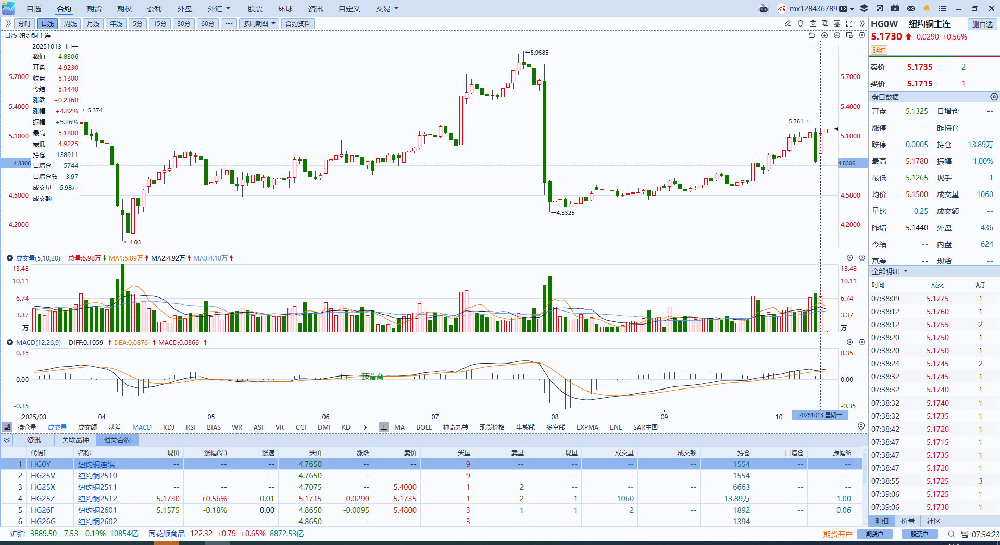 自选 合约 期货 期权 套利 外盘 外汇 股票 环球 资讯 自定义 交易 mx128436789 L2
分时 日线 周线 月线 年线 5分 15分 30分 60分 ••• 多周期图 合约资料
日线 纽约铜主连
20251013 周一
数值 4.8306
开盘 4.9230
收盘 5.1300
今结 5.1440
涨跌 +0.2360
涨幅 +4.82%
振幅 +5.26%
最高 5.1800
最低 4.9225
持仓 138911
日增仓 -5744
日增仓% -3.97
成交量 6.98万
成交额 --
5.7000
5.4000
5.1000
4.8306
4.5000
4.2000
←5.374
←4.03
←5.9585
←4.3325
5.261→
5.7000
5.4000
5.1000
4.8306
4.5000
4.2000
成交量(5,10,20) 总量:6.98万 MA1:5.89万 MA2:4.92万 MA3:4.18万
13.48 13.48
10.11 10.11
6.74 6.74
3.37 3.37
万 万
MACD(12,26,9) DIFF:0.1059 DEA:0.0876 MACD:0.0366
0.35 0.35
顶背离
0.00 0.00
-0.35 -0.35
2025/03 04 05 06 07 08 09 10 20251013 星期一
副 持仓量 成交量 成交额 基差 MACD KDJ RSI BIAS WR ASI VR CCI DMI KD 主 MA BOLL 神奇九转 现货价格 牛熊线 多空线 EXPMA ENE SAR主图
资讯 关联品种 相关合约
代码↑ 名称 现价 涨幅(结) 涨速 买价 涨跌 卖价 买量 卖量 现量 成交量 成交额 持仓 日增仓 振幅%
1 HG0Y 纽约铜连续 -- -- -- 4.7650 -- -- 9 -- -- -- -- 1554 -- --
2 HG25V 纽约铜2510 -- -- -- 4.7650 -- -- 9 -- -- -- -- 1554 -- --
3 HG25X 纽约铜2511 -- -- -- 4.7075 -- 5.4000 1 2 -- -- -- 6663 -- --
4 HG25Z 纽约铜2512 5.1730 +0.56% -0.01 5.1715 0.0290 5.1735 1 2 1 1060 -- 13.89万 -- 1.00
5 HG26F 纽约铜2601 5.1575 -0.18% 0.00 4.8650 -0.0095 5.4800 3 1 1 2 -- 1892 -- 0.06
6 HG26G 纽约铜2602 -- -- -- 4.8650 -- -- 3 -- -- -- -- 1394 -- --
沪指 3889.50 -7.53 -0.19% 10854亿 同花顺商品 122.32 +0.79 +0.65% 8872.53亿 期货开户 期货户 股票户 07:54:23
HG0W 纽约铜主连 删自选
5.1730 0.0290 +0.56%
延时
卖价 5.1735 2
买价 5.1715 1
盘口数据
开盘 5.1325 日增仓 --
涨停 -- 昨持仓 --
跌停 0.0005 持仓 13.89万
最高 5.1780 振幅 1.00%
最低 5.1265 现手 1
均价 5.1500 成交量 1060
量比 0.25 成交额 --
昨结 5.1440 外盘 436
今结 -- 内盘 624
基差 -- 现货 --
全部明细
时间 成交 现手
07:38:09 5.1775 1
07:38:12 5.1760 1
07:38:12 5.1755 2
07:38:20 5.1750 1
07:38:20 5.1750 1
07:38:24 5.1745 2
07:38:32 5.1745 1
07:38:32 5.1740 1
07:38:32 5.1740 1
07:38:32 5.1735 1
07:38:42 5.1720 1
07:38:47 5.1715 1
07:38:47 5.1735 1
07:38:47 5.1720 1
07:38:55 5.1725 3
07:39:06 5.1725 1
07:39:06 5.1730 1
明细 价量 社区